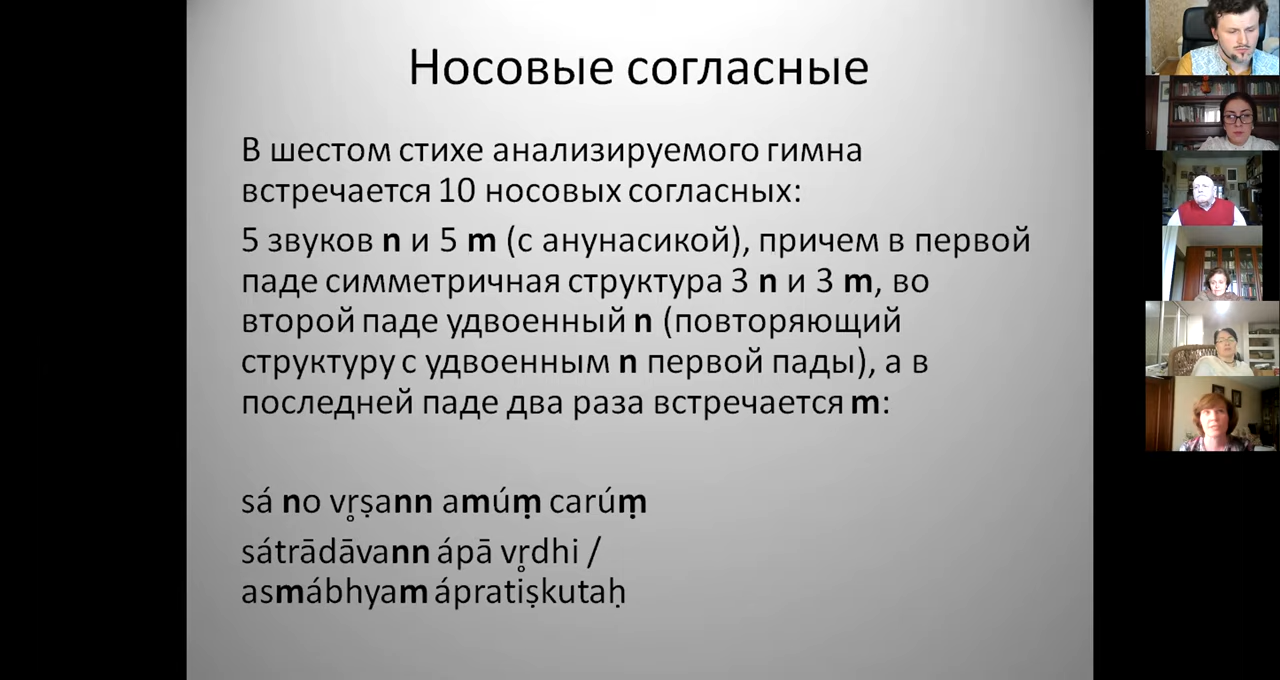 Носовые согласные
В шестом стихе анализируемого гимна
встречается 10 носовых согласных:
5 звуков n и 5 m (с анунасикой), причем в первой
паде симметричная структура 3 n и 3 m, во
второй паде удвоенный n (повторяющий
структуру с удвоенным n первой пады), а в
последней паде два раза встречается m:
sá no vr̥ṣann amúṃ carúṃ
sátrādāvann ápā vr̥dhi /
asmábhyam ápratiṣkutaḥ